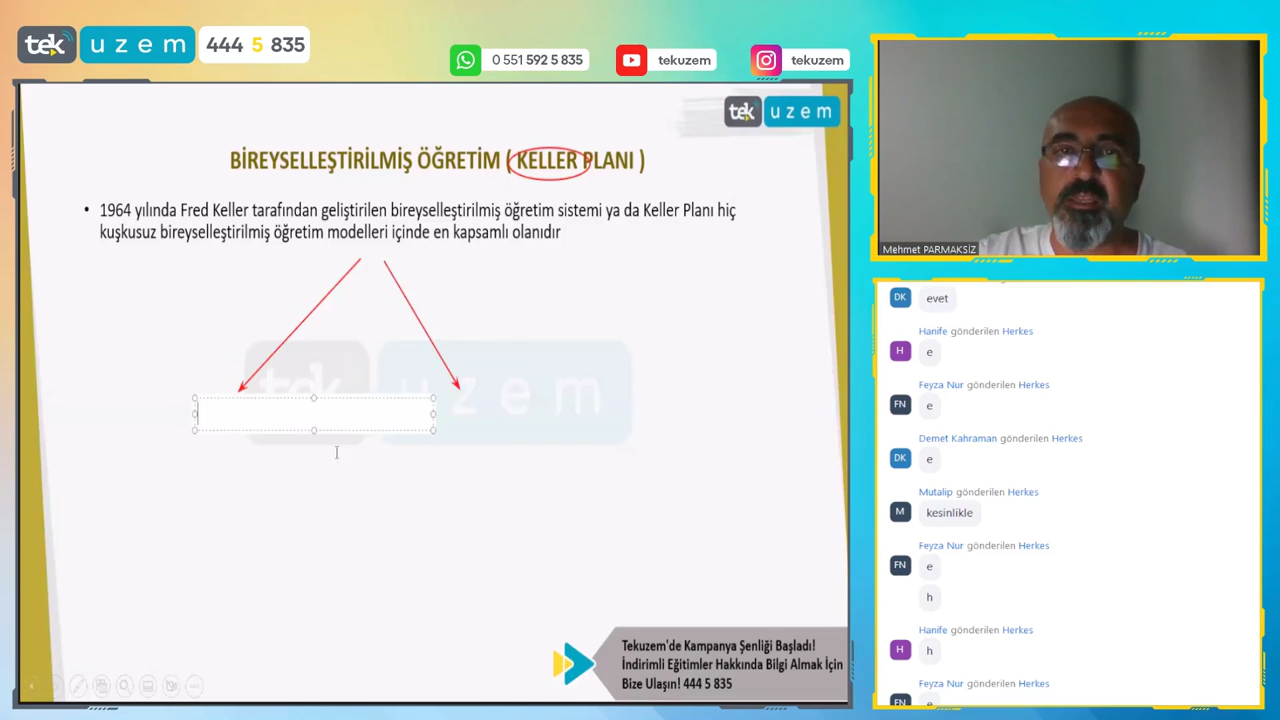 tek uzem 444 5 835
0 551 592 5 835
tekuzem
tekuzem
tek uzem
BİREYSELLEŞTİRİLMİŞ ÖĞRETİM ( KELLER PLANI )
• 1964 yılında Fred Keller tarafından geliştirilen bireyselleştirilmiş öğretim sistemi ya da Keller Planı hiç
kuşkusuz bireyselleştirilmiş öğretim modelleri içinde en kapsamlı olanıdır
tek uzem
Tekuzem'de Kampanya Şenliği Başladı!
İndirimli Eğitimler Hakkında Bilgi Almak İçin
Bize Ulaşın! 444 5 835
Mehmet PARMAKSİZ
DK evet
Hanife gönderilen Herkes
H e
Feyza Nur gönderilen Herkes
FN e
Demet Kahraman gönderilen Herkes
DK e
Mutalip gönderilen Herkes
M kesinlikle
Feyza Nur gönderilen Herkes
FN e
h
Hanife gönderilen Herkes
H h
Feyza Nur gönderilen Herkes
FN e